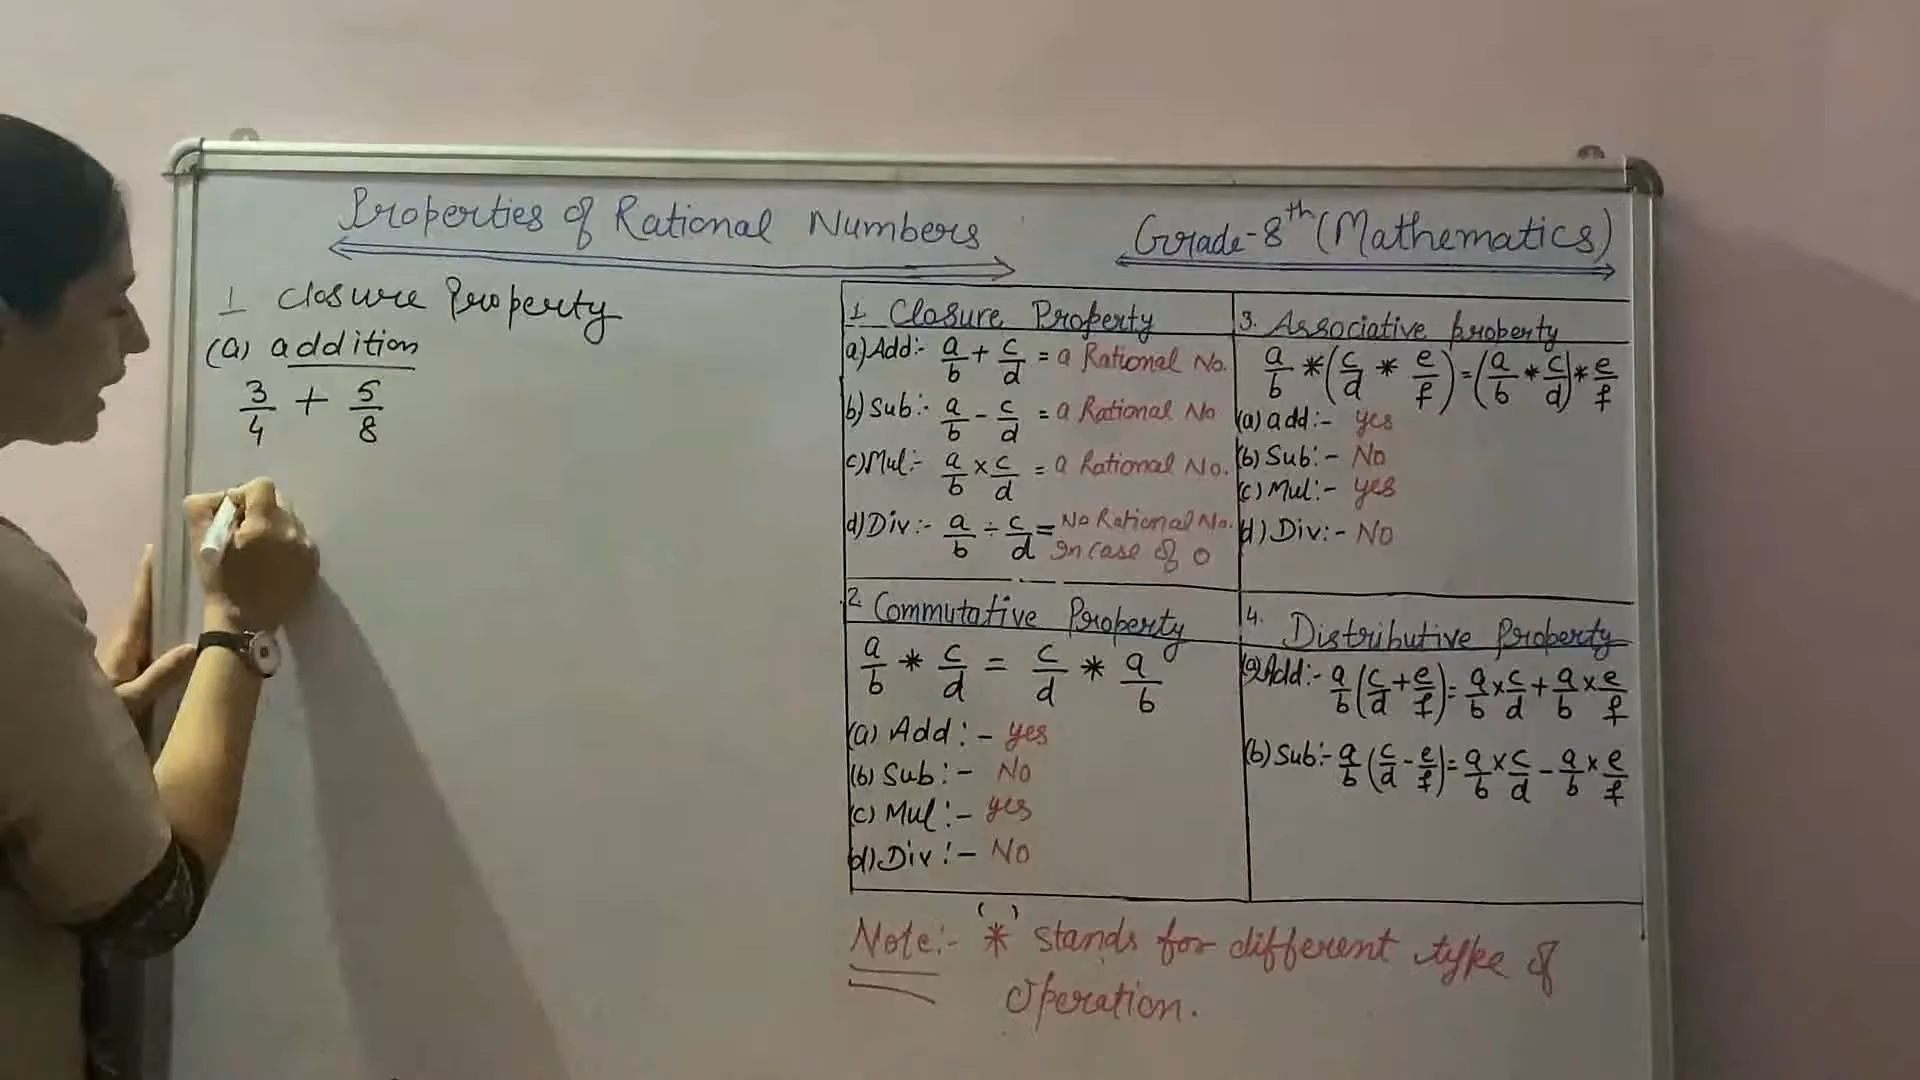 Properties of Rational Numbers
Grade-8th (Mathematics)
1 Closure Property
(a) addition
3/4 + 5/8
1 Closure Property
a) Add:- a/b + c/d = a Rational No.
b) Sub:- a/b - c/d = a Rational No
c) Mul:- a/b × c/d = a Rational No.
d) Div:- a/b ÷ c/d = No Rational No.
In case of 0
2. Commutative Property
a/b * c/d = c/d * a/b
(a) Add:- yes
(b) Sub:- No
(c) Mul:- yes
(d) Div:- No
3. Associative property
a/b * (c/d * e/f) = (a/b * c/d) * e/f
(a) add:- yes
(b) Sub:- No
(c) Mul:- yes
d) Div:- No
4. Distributive Property
(a) Add:- a/b (c/d + e/f) = a/b × c/d + a/b × e/f
(b) Sub:- a/b (c/d - e/f) = a/b × c/d - a/b × e/f
Note:- (*) stands for different type of
operation.